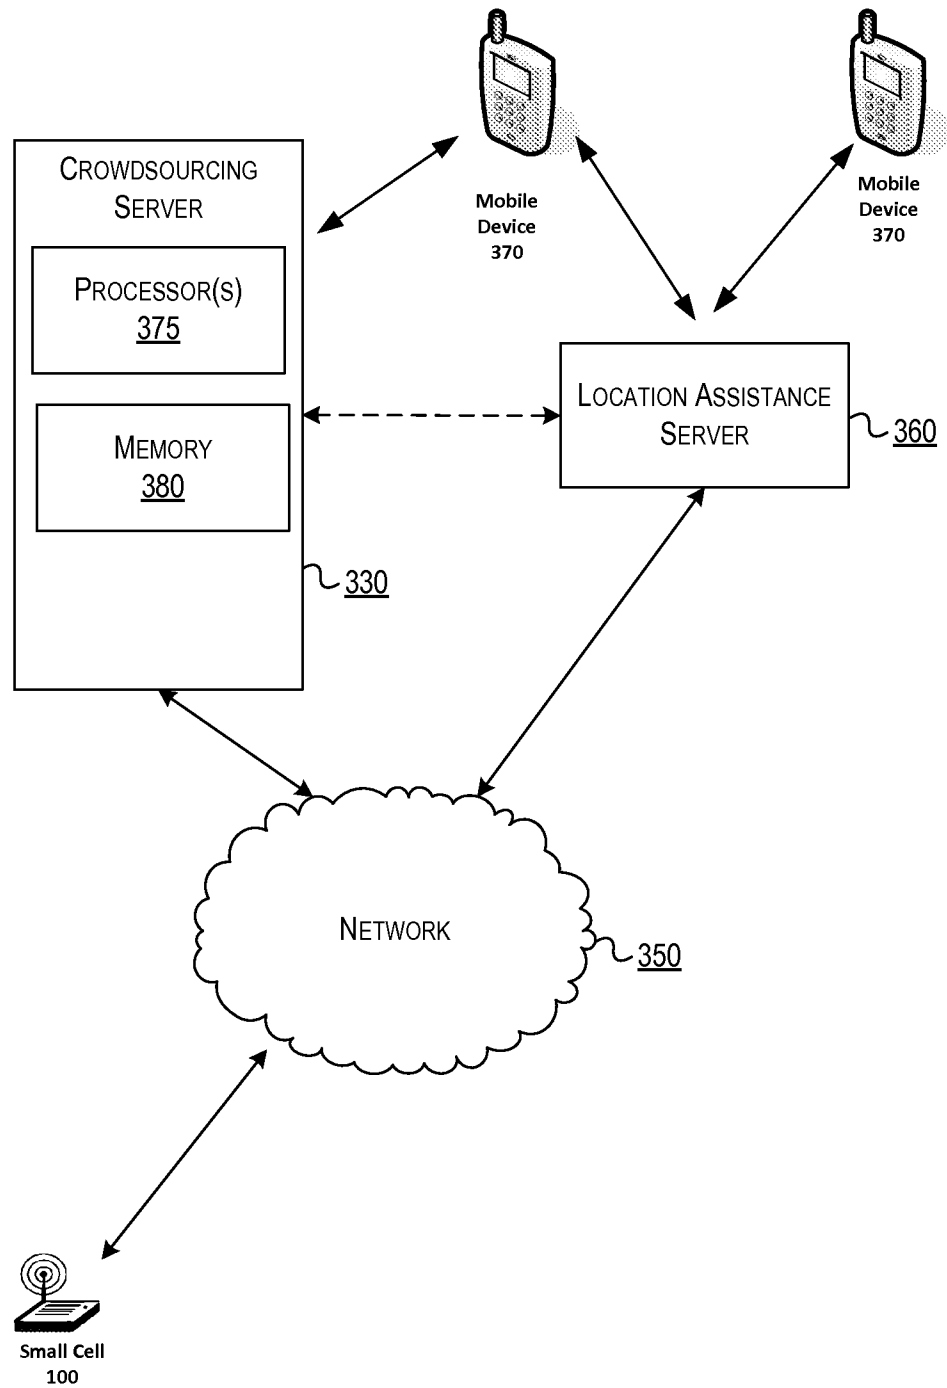 CROWDSOURCING
SERVER
PROCESSOR(S)
375
MEMORY
380
330
Mobile
Device
370
Mobile
Device
370
LOCATION ASSISTANCE
SERVER
360
NETWORK
350
Small Cell
100